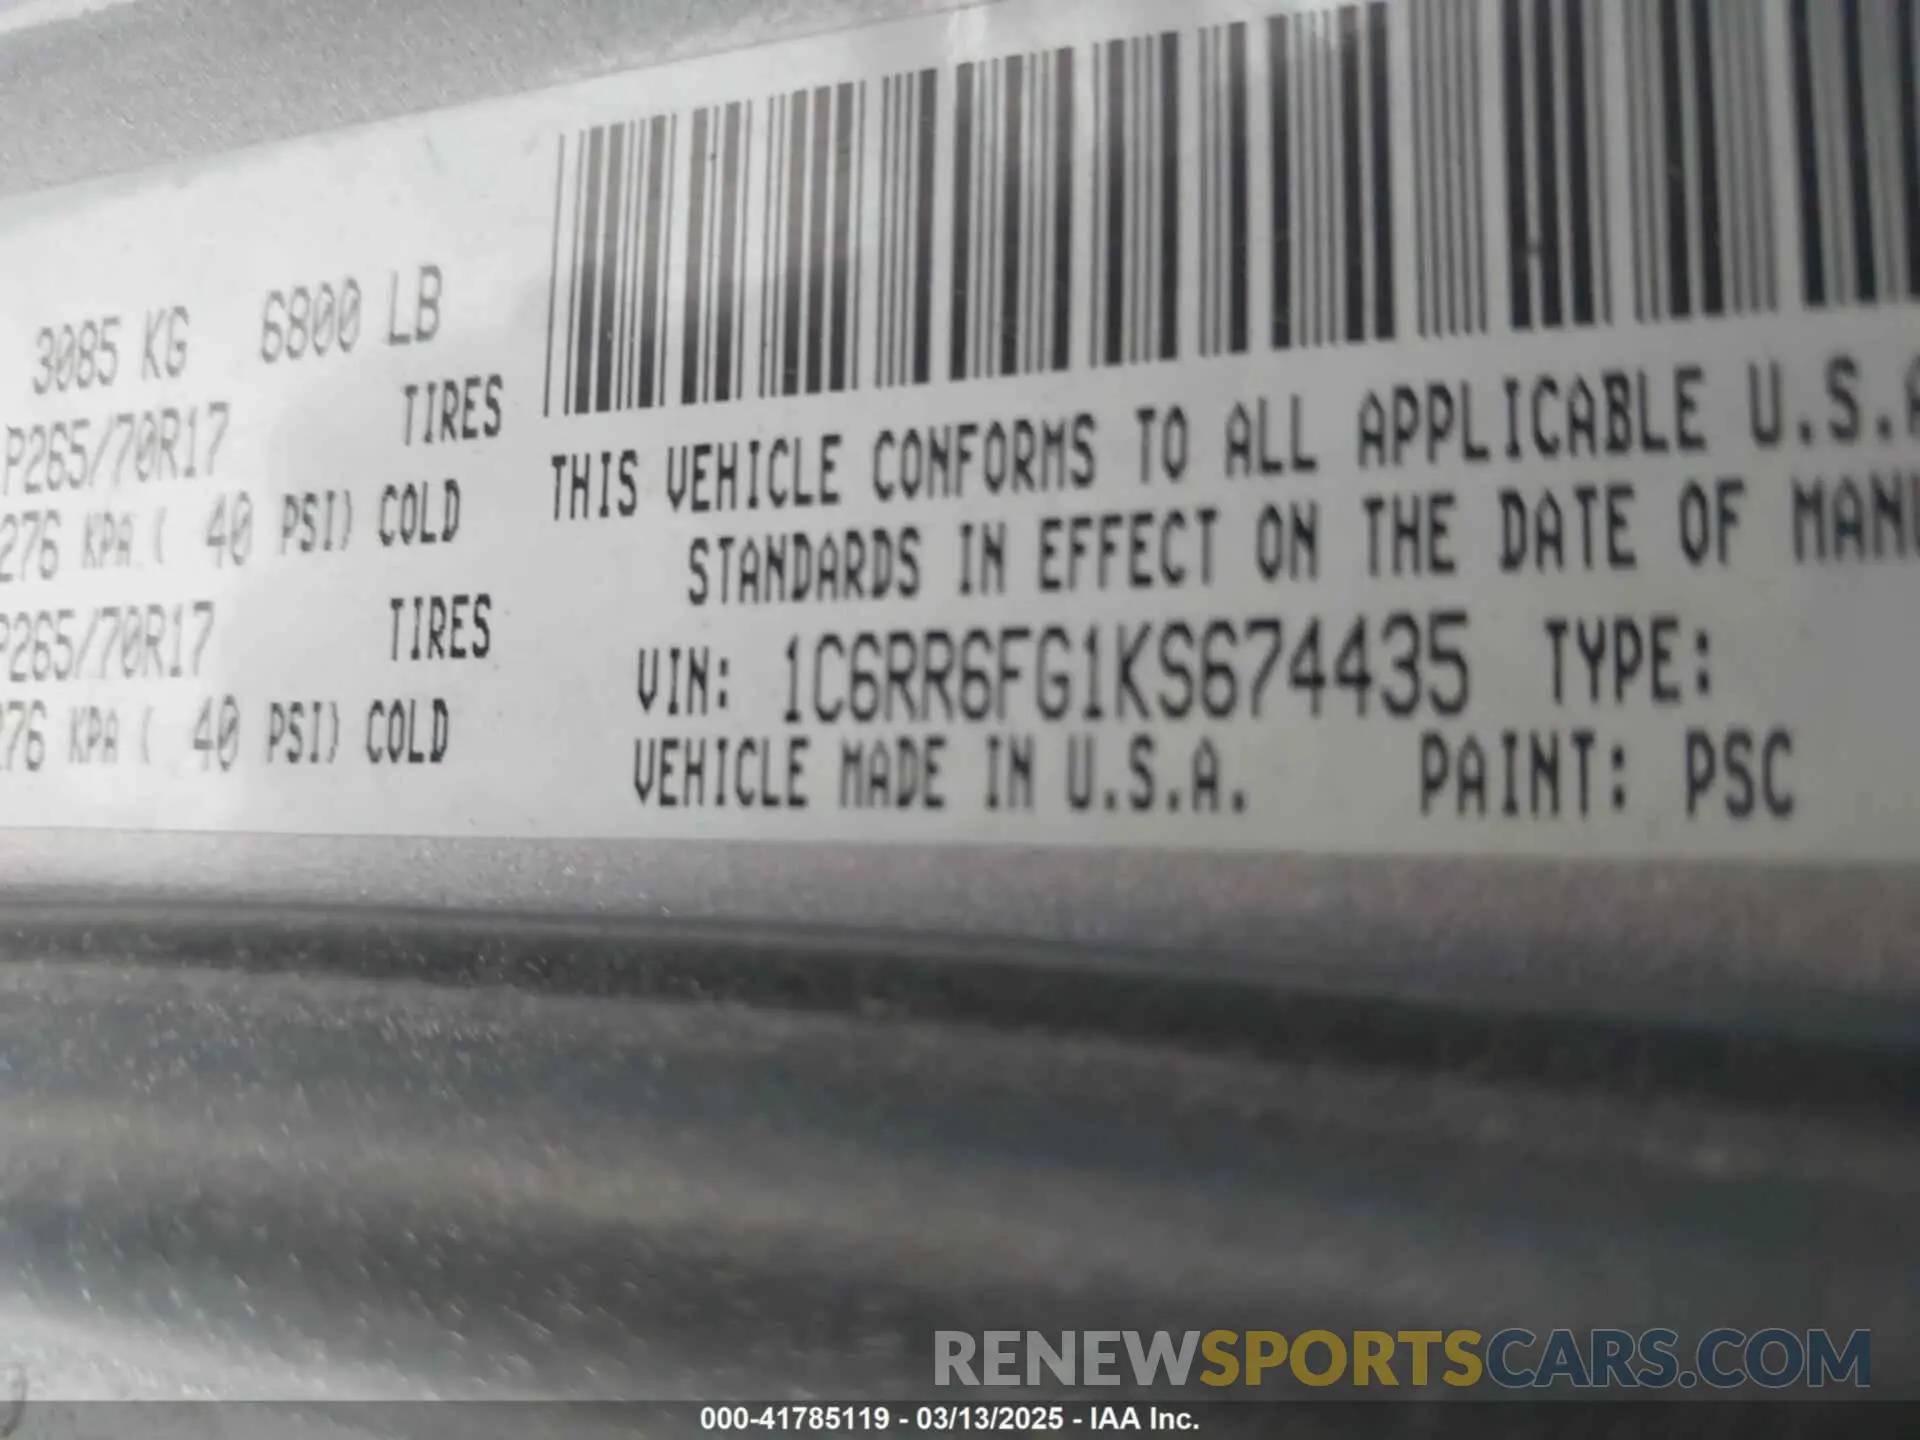 3085 KG 6800 LB
P265/70R17 TIRES
276 KPA ( 40 PSI) COLD
P265/70R17 TIRES
276 KPA ( 40 PSI) COLD
THIS VEHICLE CONFORMS TO ALL APPLICABLE U.S.A
STANDARDS IN EFFECT ON THE DATE OF MANU
VIN: 1C6RR6FG1KS674435 TYPE:
VEHICLE MADE IN U.S.A. PAINT: PSC
RENEWSPORTSCARS.COM
000-41785119 - 03/13/2025 - IAA Inc.